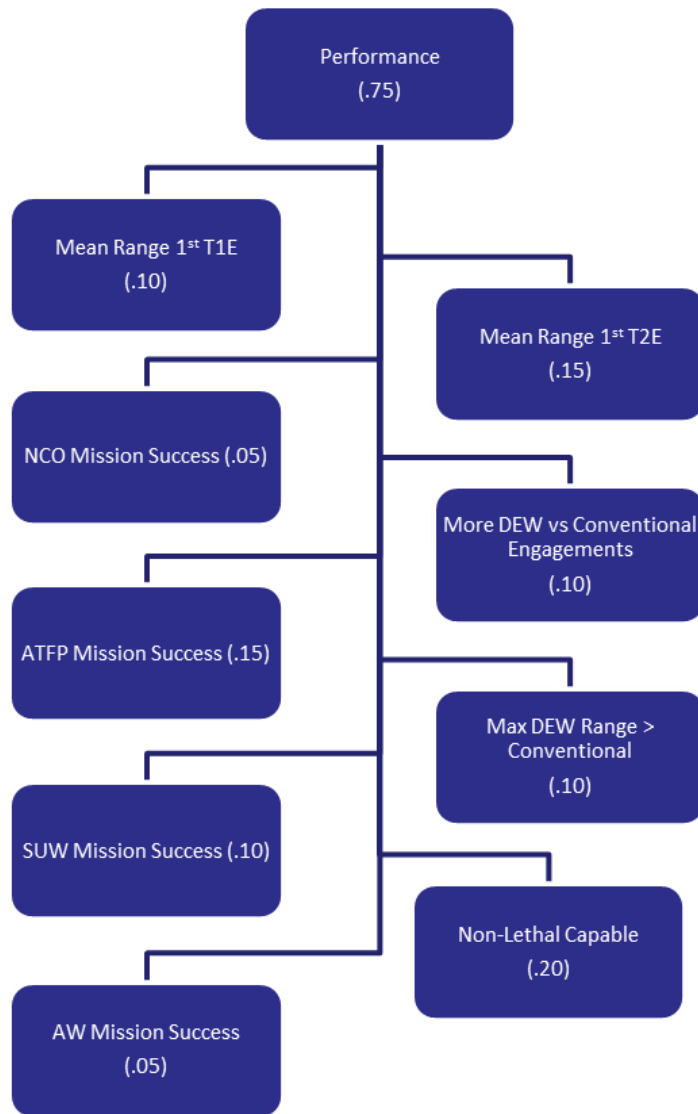 Performance
(.75)
Mean Range 1st T1E
(.10)
Mean Range 1st T2E
(.15)
NCO Mission Success (.05)
More DEW vs Conventional
Engagements
(.10)
ATFP Mission Success (.15)
Max DEW Range >
Conventional
(.10)
SUW Mission Success (.10)
Non-Lethal Capable
(.20)
AW Mission Success
(.05)